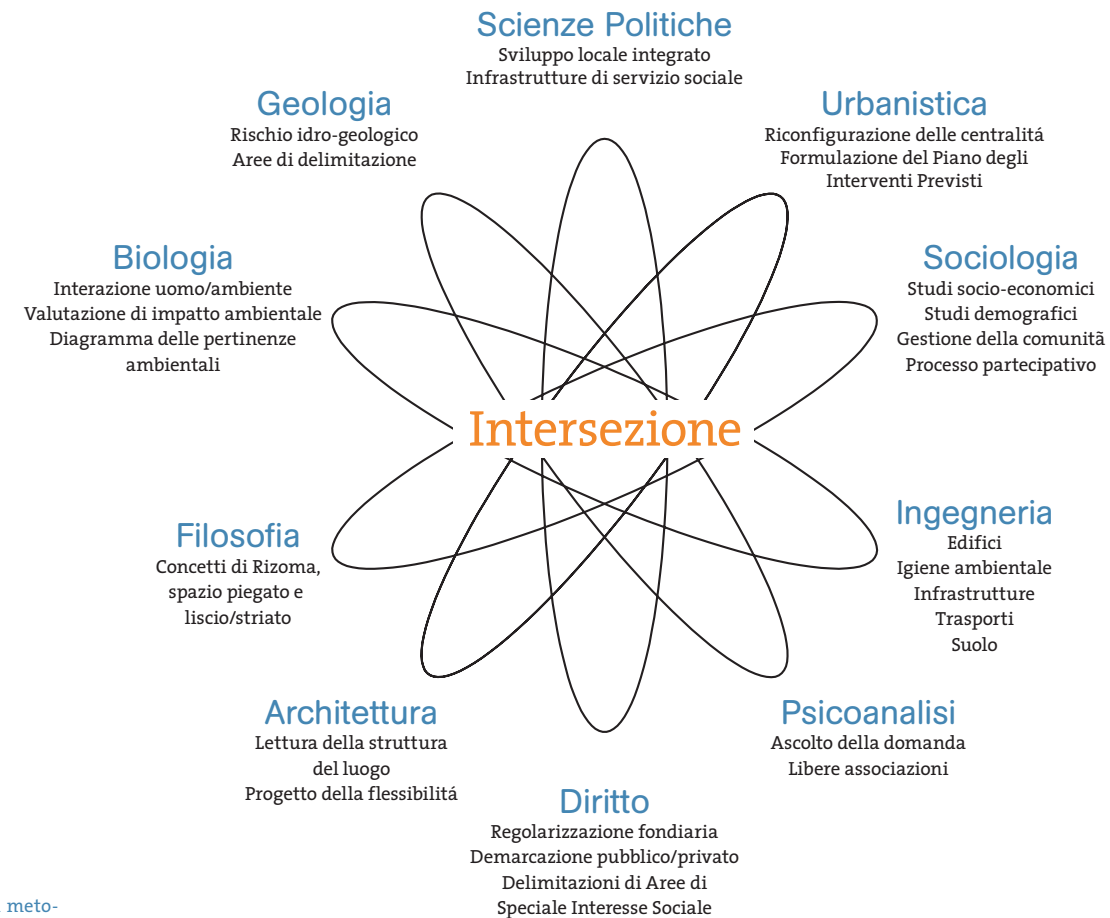 Scienze Politiche
Sviluppo locale integrato
Infrastrutture di servizio sociale
Geologia
Rischio idro-geologico
Aree di delimitazione
Urbanistica
Riconfigurazione delle centralitá
Formulazione del Piano degli
Interventi Previsti
Biologia
Interazione uomo/ambiente
Valutazione di impatto ambientale
Diagramma delle pertinenze
ambientali
Sociologia
Studi socio-economici
Studi demografici
Gestione della comunitã
Processo partecipativo
Intersezione
Filosofia
Concetti di Rizoma,
spazio piegato e
liscio/striato
Ingegneria
Edifici
Igiene ambientale
Infrastrutture
Trasporti
Suolo
Architettura
Lettura della struttura
del luogo
Progetto della flessibilitá
Psicoanalisi
Ascolto della domanda
Libere associazioni
Diritto
Regolarizzazione fondiaria
Demarcazione pubblico/privato
Delimitazioni di Aree di
Speciale Interesse Sociale
meto-